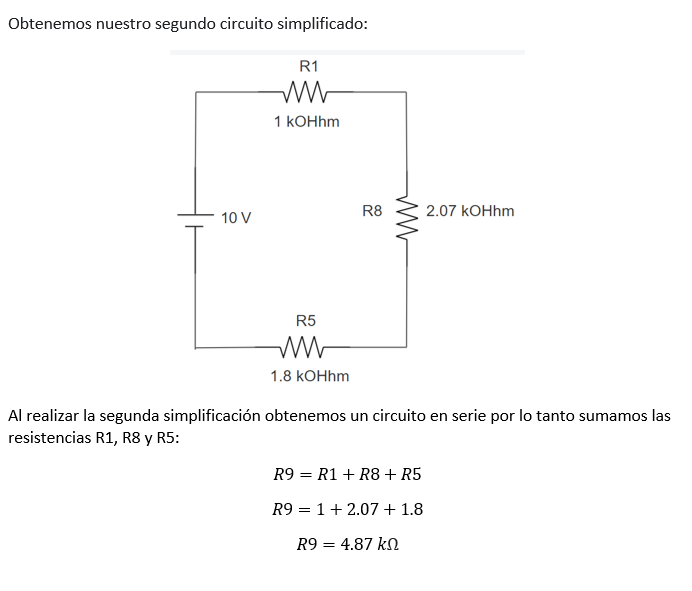 Obtenemos nuestro segundo circuito simplificado:
R1
1 kOHhm
10 V
R8
2.07 kOHhm
R5
1.8 kOHhm
Al realizar la segunda simplificación obtenemos un circuito en serie por lo tanto sumamos las
resistencias R1, R8 y R5:
R9 = R1 + R8 + R5
R9 = 1 + 2.07 + 1.8
R9 = 4.87 kΩ